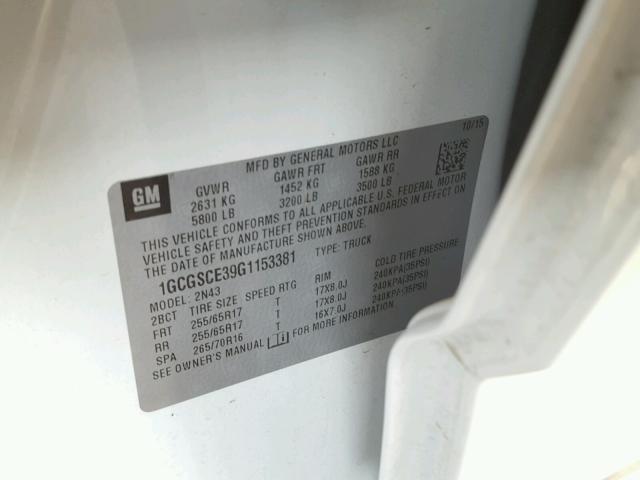 10/15
MFD BY GENERAL MOTORS LLC
GM
GVWR GAWR FRT GAWR RR
2631 KG 1452 KG 1588 KG
5800 LB 3200 LB 3500 LB
THIS VEHICLE CONFORMS TO ALL APPLICABLE U.S. FEDERAL MOTOR
VEHICLE SAFETY AND THEFT PREVENTION STANDARDS IN EFFECT ON
THE DATE OF MANUFACTURE SHOWN ABOVE.
1GCGSCE39G1153381 TYPE: TRUCK
MODEL: 2N43
2BCT TIRE SIZE SPEED RTG RIM COLD TIRE PRESSURE
FRT 255/65R17 T 17X8.0J 240KPA(35PSI)
RR 255/65R17 T 17X8.0J 240KPA(35PSI)
SPA 265/70R16 T 16X7.0J 240KPA(35PSI)
SEE OWNER'S MANUAL FOR MORE INFORMATION.